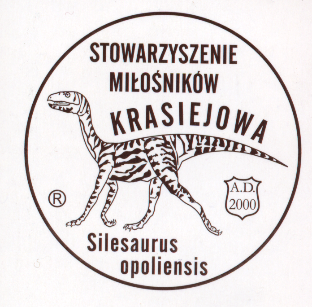 STOWARZYSZENIE
MIŁOŚNIKÓW
KRASIEJOWA
®
A.D.
2000
Silesaurus
opoliensis